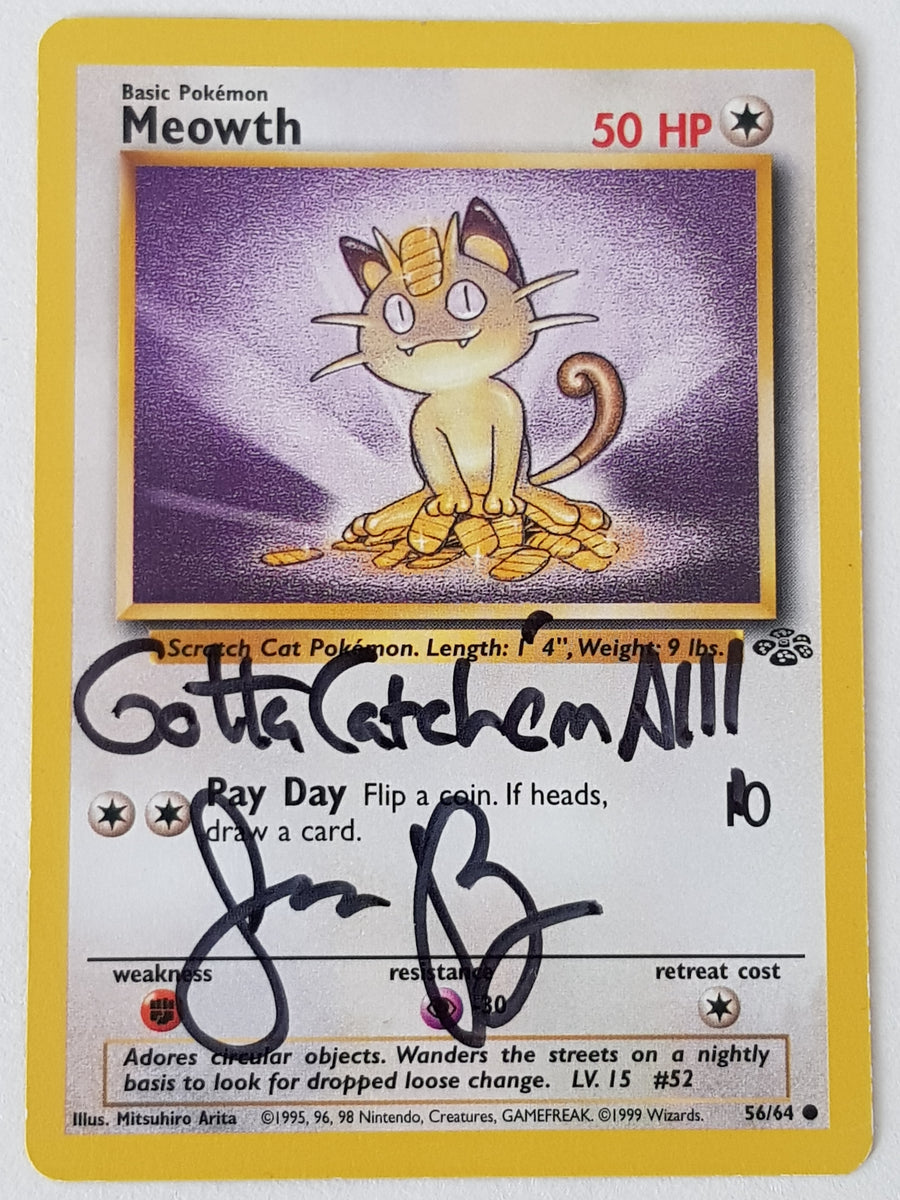 Basic Pokémon
Meowth 50 HP
Scratch Cat Pokémon. Length: 1' 4", Weight: 9 lbs.
Gotta Catch'em All!
Pay Day Flip a coin. If heads, 10
draw a card.
weakness resistance retreat cost
-30
Adores circular objects. Wanders the streets on a nightly
basis to look for dropped loose change. LV. 15 #52
Illus. Mitsuhiro Arita ©1995, 96, 98 Nintendo, Creatures, GAMEFREAK. ©1999 Wizards. 56/64